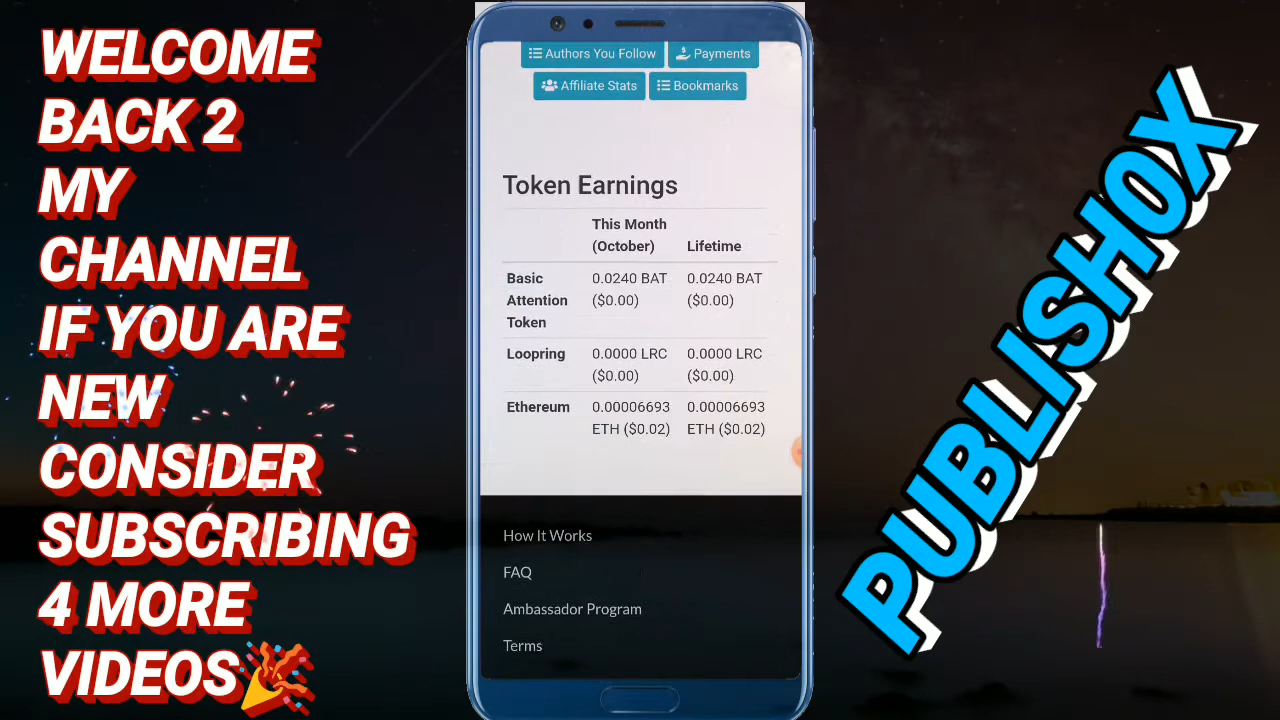 WELCOME
BACK 2
MY
CHANNEL
IF YOU ARE
NEW
CONSIDER
SUBSCRIBING
4 MORE
VIDEOS
Authors You Follow
Payments
Affiliate Stats
Bookmarks
Token Earnings
This Month (October) Lifetime
Basic Attention Token 0.0240 BAT ($0.00) 0.0240 BAT ($0.00)
Loopring 0.0000 LRC ($0.00) 0.0000 LRC ($0.00)
Ethereum 0.00006693 ETH ($0.02) 0.00006693 ETH ($0.02)
How It Works
FAQ
Ambassador Program
Terms
PUBLISH0X